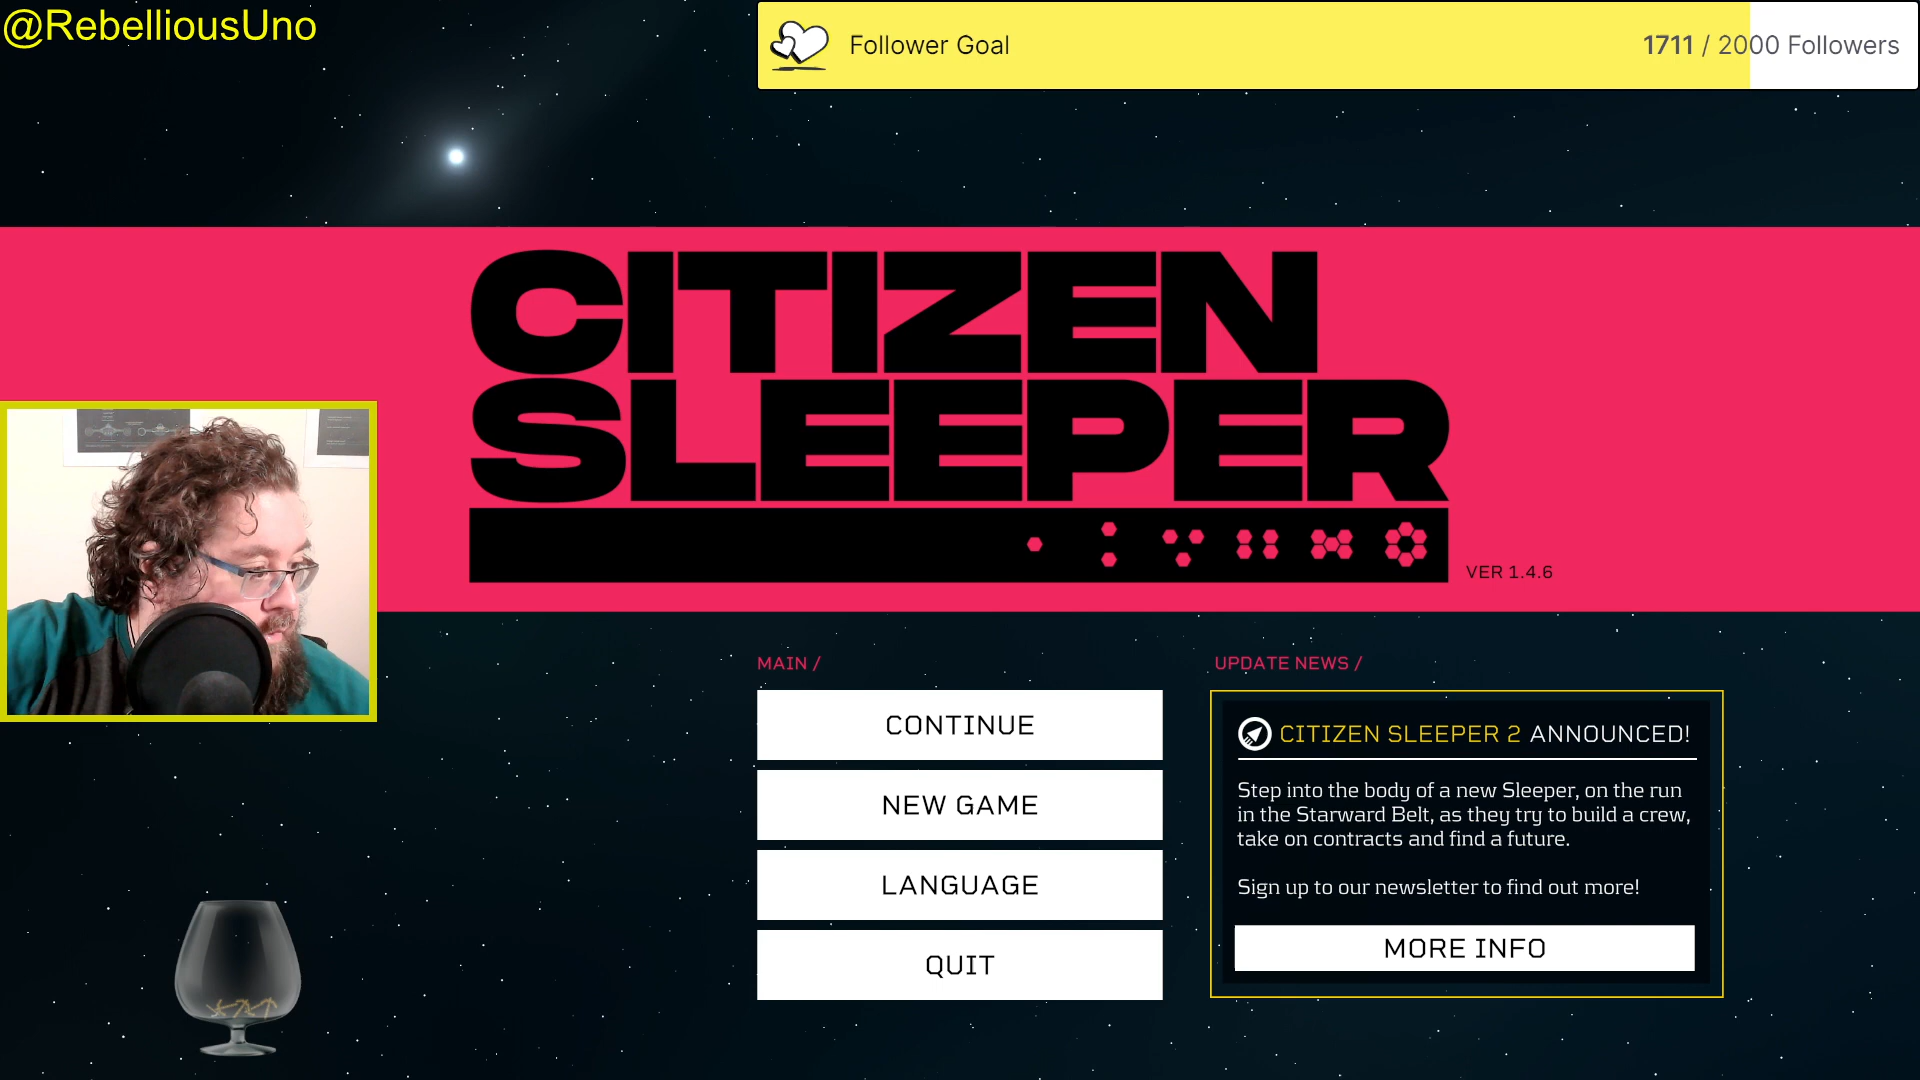 @RebelliousUno
Follower Goal
1711 / 2000 Followers
CITIZEN
SLEEPER
VER 1.4.6
MAIN /
CONTINUE
NEW GAME
LANGUAGE
QUIT
UPDATE NEWS /
CITIZEN SLEEPER 2 ANNOUNCED!
Step into the body of a new Sleeper, on the run
in the Starward Belt, as they try to build a crew,
take on contracts and find a future.
Sign up to our newsletter to find out more!
MORE INFO